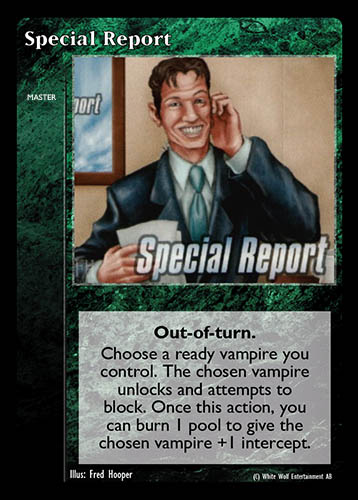 Special Report
MASTER
port
Special Report
Out-of-turn.
Choose a ready vampire you
control. The chosen vampire
unlocks and attempts to
block. Once this action, you
can burn 1 pool to give the
chosen vampire +1 intercept.
Illus: Fred Hooper
(C) White Wolf Entertainment AB